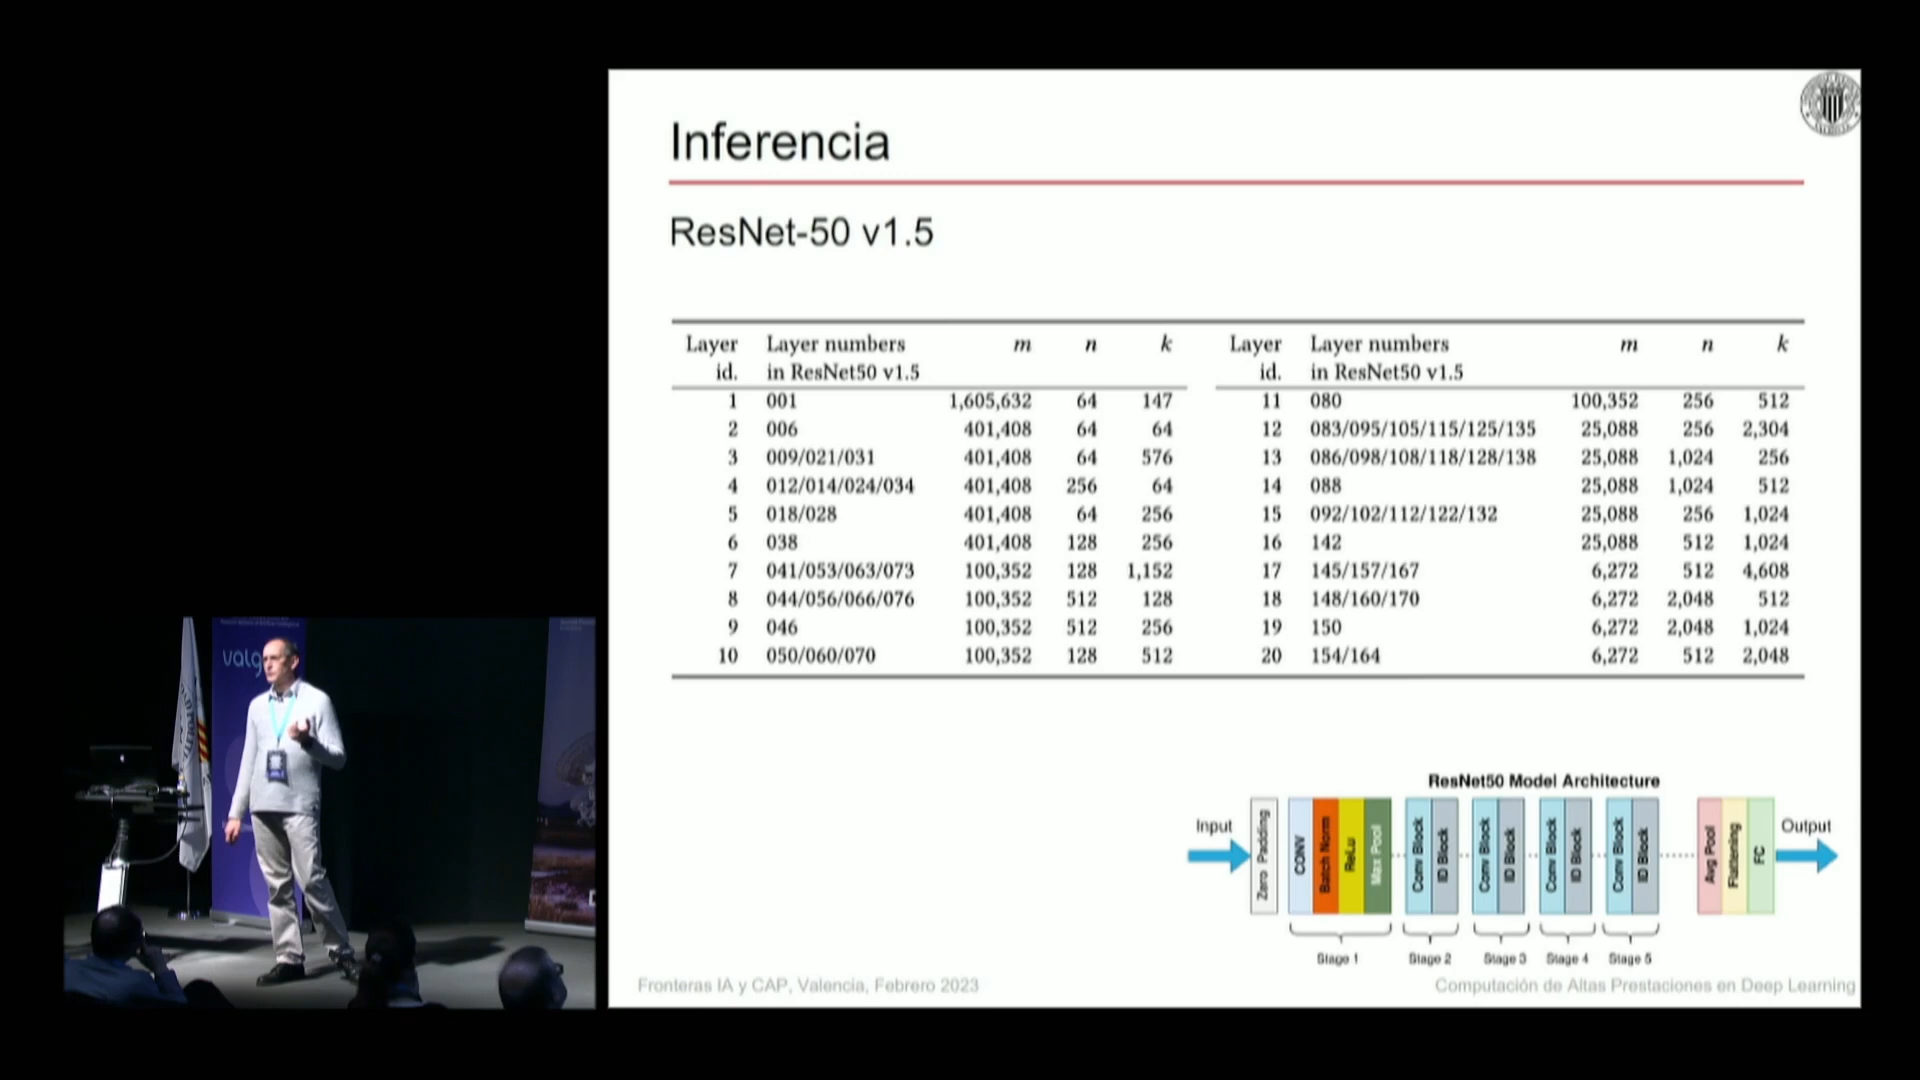 Inferencia
ResNet-50 v1.5
Layer id. Layer numbers in ResNet50 v1.5 m n k Layer id. Layer numbers in ResNet50 v1.5 m n k
1 001 1,605,632 64 147 11 080 100,352 256 512
2 006 401,408 64 64 12 083/095/105/115/125/135 25,088 256 2,304
3 009/021/031 401,408 64 576 13 086/098/108/118/128/138 25,088 1,024 256
4 012/014/024/034 401,408 256 64 14 088 25,088 1,024 512
5 018/028 401,408 64 256 15 092/102/112/122/132 25,088 256 1,024
6 038 401,408 128 256 16 142 25,088 512 1,024
7 041/053/063/073 100,352 128 1,152 17 145/157/167 6,272 512 4,608
8 044/056/066/076 100,352 512 128 18 148/160/170 6,272 2,048 512
9 046 100,352 512 256 19 150 6,272 2,048 1,024
10 050/060/070 100,352 128 512 20 154/164 6,272 512 2,048
ResNet50 Model Architecture
Input
Zero Padding
CONV
Batch Norm
ReLu
Max Pool
Conv Block
ID Block
Conv Block
ID Block
Conv Block
ID Block
Conv Block
ID Block
Avg Pool
Flattening
FC
Output
Stage 1 Stage 2 Stage 3 Stage 4 Stage 5
Fronteras IA y CAP, Valencia, Febrero 2023
Computación de Altas Prestaciones en Deep Learning